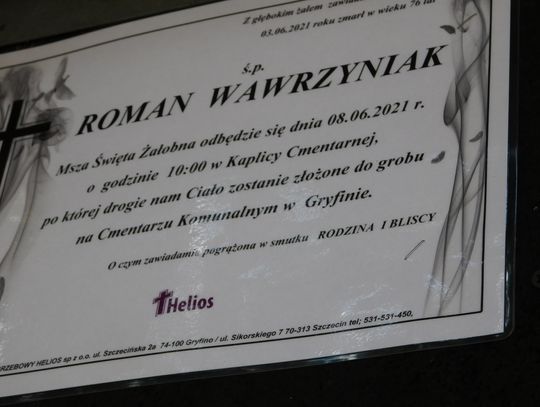 Z głębokim żalem
03.06.2021 roku zmarł w wieku 76 lat
ś.p.
ROMAN WAWRZYNIAK
Msza Święta Żałobna odbędzie się dnia 08.06.2021 r.
o godzinie 10:00 w Kaplicy Cmentarnej,
po której drogie nam Ciało zostanie złożone do grobu
na Cmentarzu Komunalnym w Gryfinie.
O czym zawiadamia pogrążona w smutku RODZINA I BLISCY
Helios
HELIOS sp z o.o. ul. Szczecińska 2a 74-100 Gryfino / ul. Sikorskiego 7 70-313 Szczecin tel; 531-531-450,